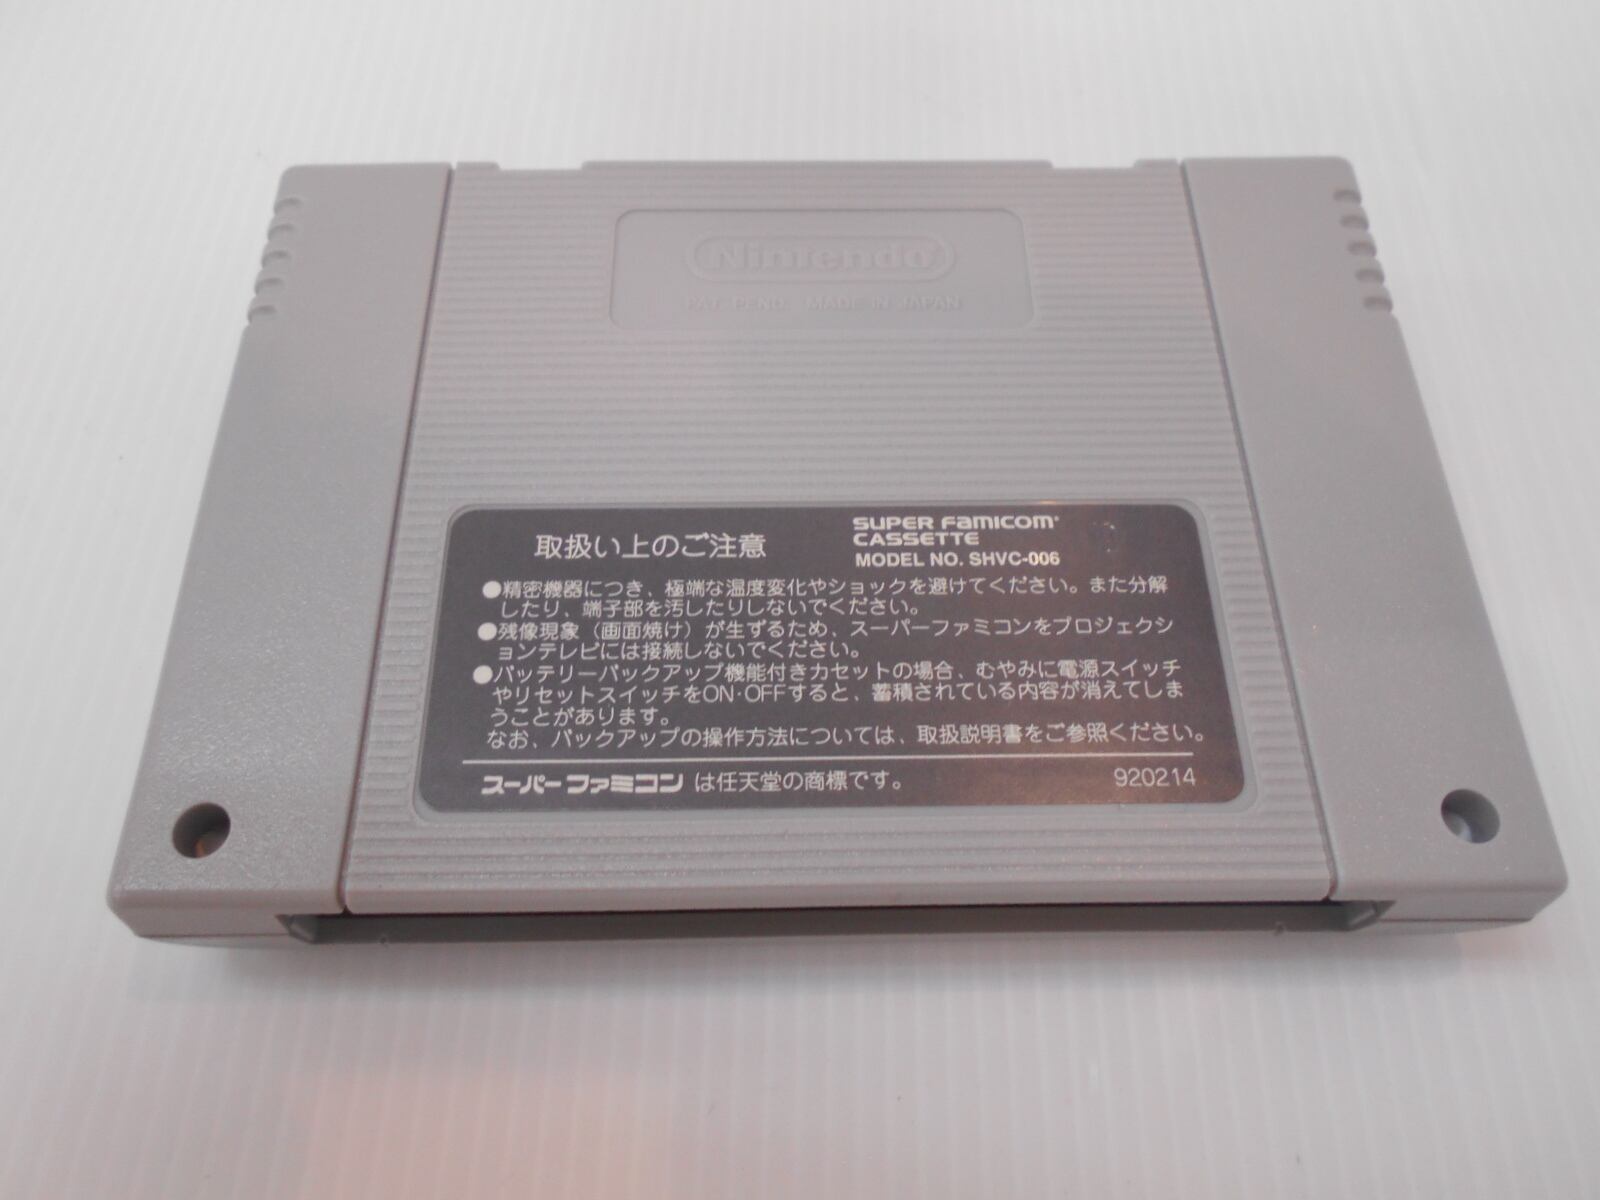 Nintendo
PAT. PEND. MADE IN JAPAN
取扱い上のご注意
SUPER FAMICOM
CASSETTE
MODEL NO. SHVC-006
●精密機器につき、極端な温度変化やショックを避けてください。また分解
したり、端子部を汚したりしないでください。
●残像現象（画面焼け）が生ずるため、スーパーファミコンをプロジェクシ
ョンテレビには接続しないでください。
●バッテリーバックアップ機能付きカセットの場合、むやみに電源スイッチ
やリセットスイッチをON·OFFすると、蓄積されている内容が消えてしま
うことがあります。
なお、バックアップの操作方法については、取扱説明書をご参照ください。
スーパーファミコン は任天堂の商標です。
920214